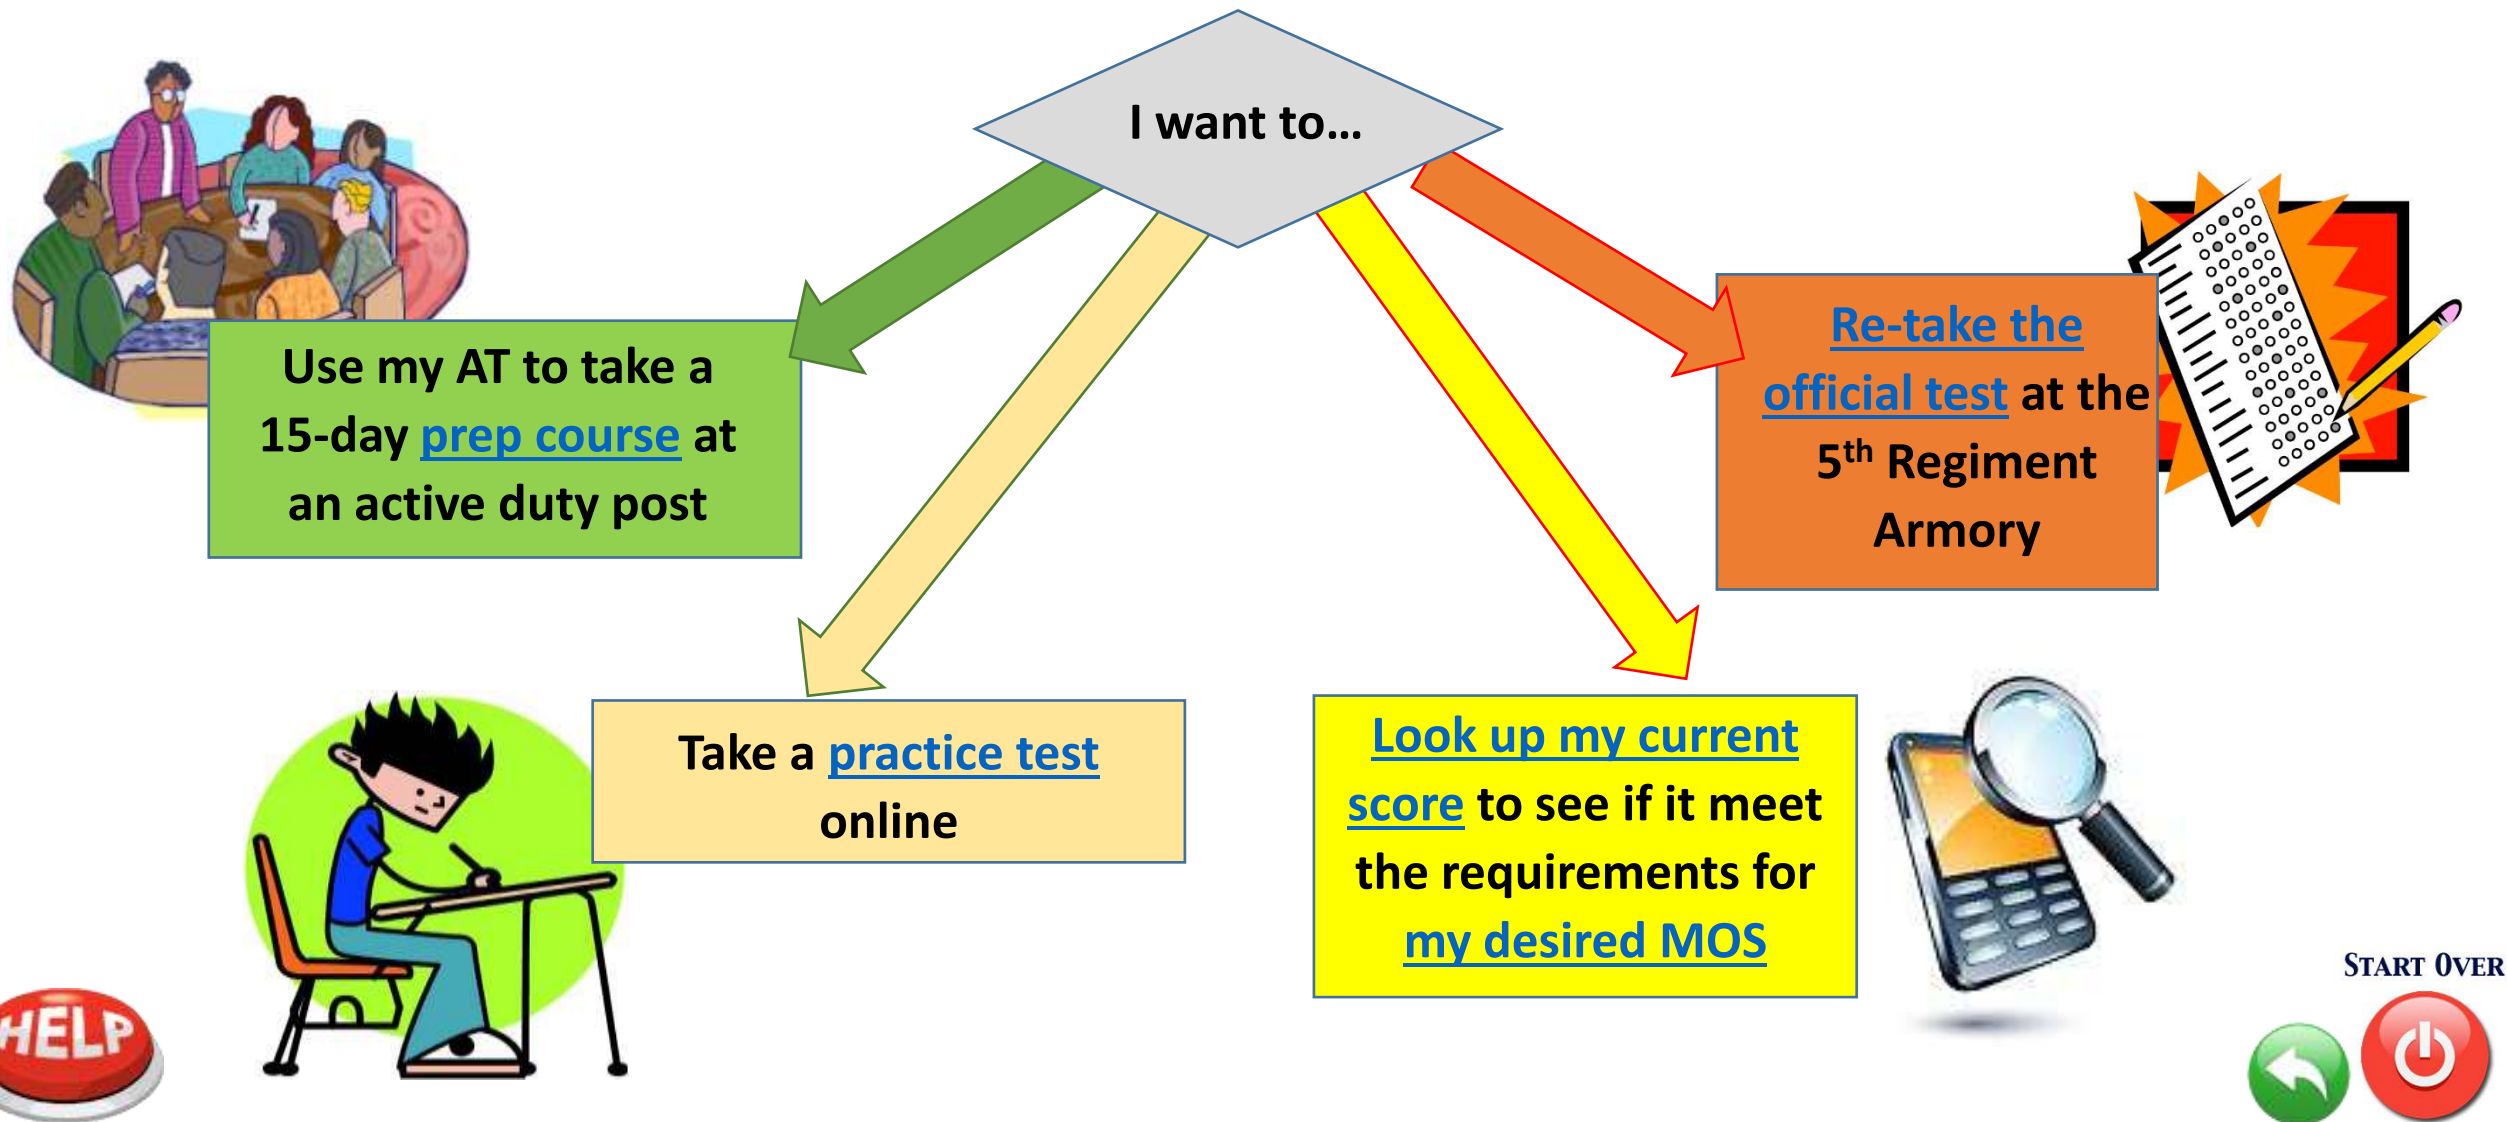 I want to...
Use my AT to take a
15-day prep course at
an active duty post
Re-take the
official test at the
5th Regiment
Armory
Take a practice test
online
Look up my current
score to see if it meet
the requirements for
my desired MOS
HELP
START OVER